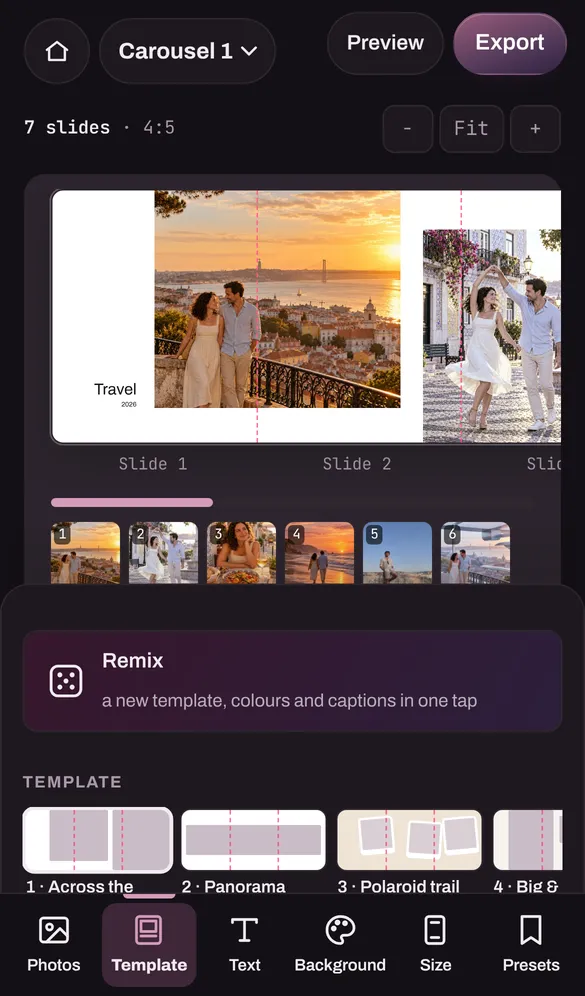 Carousel 1
Preview
Export
7 slides · 4:5
-
Fit
+
Travel
2026
Slide 1
Slide 2
Slid
1
2
3
4
5
6
Remix
a new template, colours and captions in one tap
TEMPLATE
1 · Across the
2 · Panorama
3 · Polaroid trail
4 · Big &
Photos
Template
Text
Background
Size
Presets